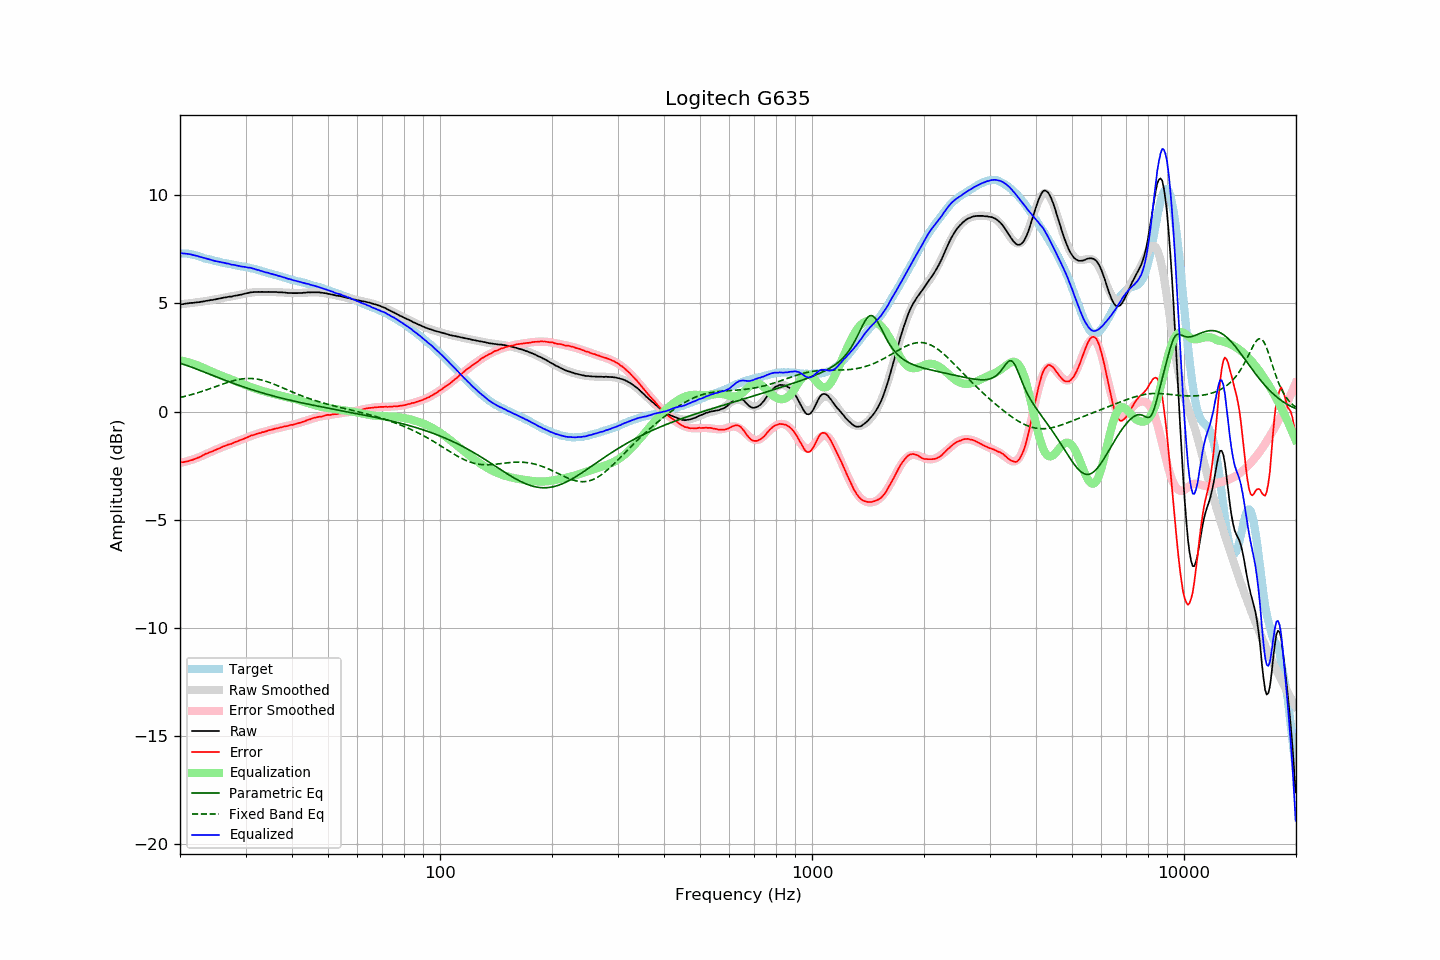 Logitech G635
Amplitude (dBr)
10
5
0
−5
−10
−15
−20
Target
Raw Smoothed
Error Smoothed
Raw
Error
Equalization
Parametric Eq
Fixed Band Eq
Equalized
100
1000
10000
Frequency (Hz)